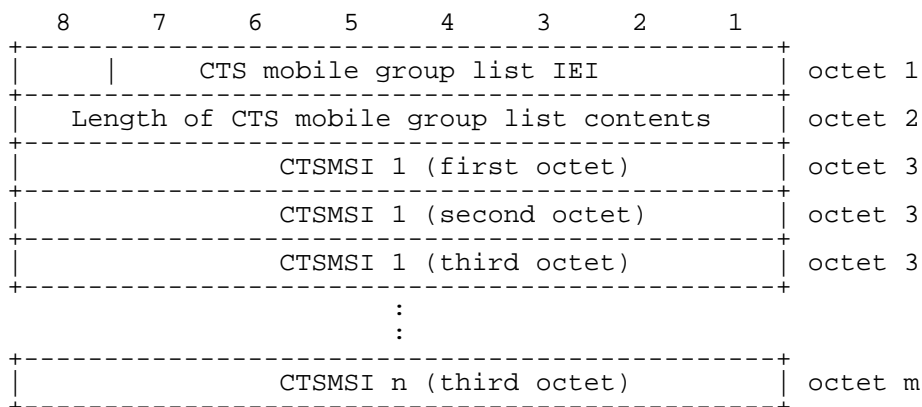 8 7 6 5 4 3 2 1
CTS mobile group list IEI octet 1
Length of CTS mobile group list contents octet 2
CTSMSI 1 (first octet) octet 3
CTSMSI 1 (second octet) octet 3
CTSMSI 1 (third octet) octet 3
:
:
CTSMSI n (third octet) octet m